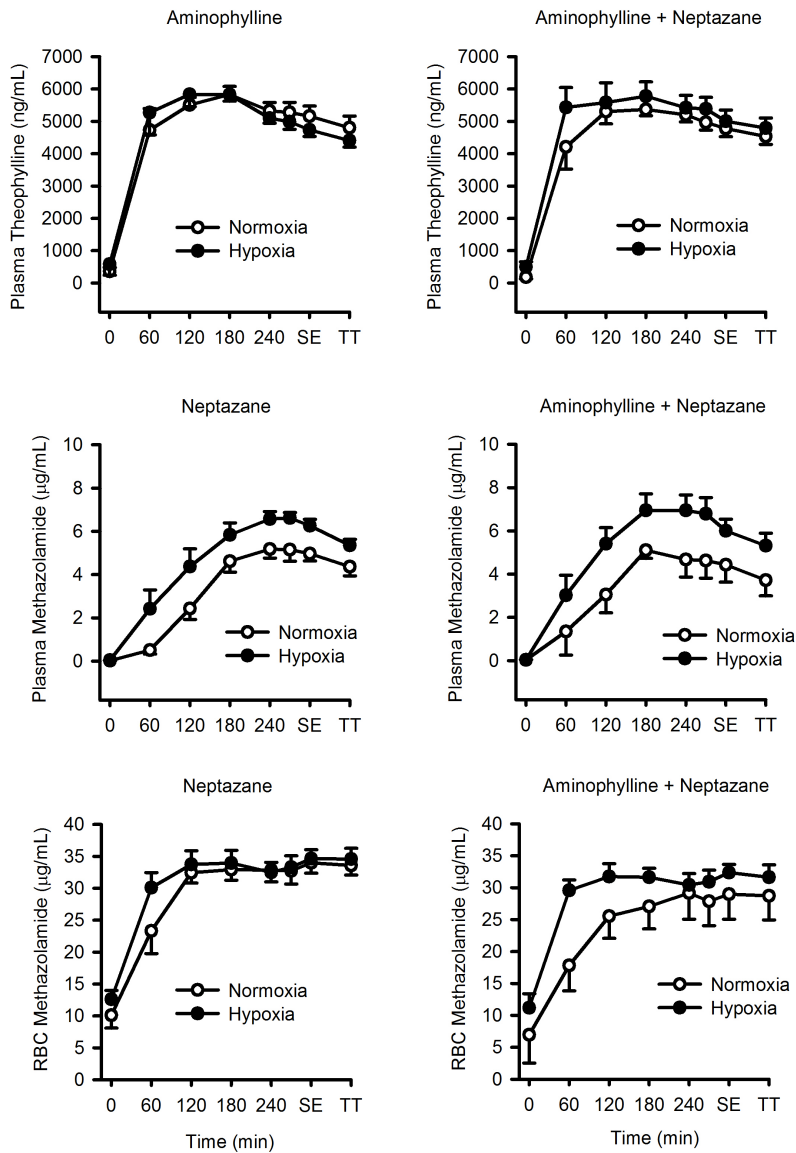 Aminophylline
Plasma Theophylline (ng/mL)
7000
6000
5000
4000
3000
2000
1000
0
Normoxia
Hypoxia
0 60 120 180 240 SE TT
Aminophylline + Neptazane
Plasma Theophylline (ng/mL)
7000
6000
5000
4000
3000
2000
1000
0
Normoxia
Hypoxia
0 60 120 180 240 SE TT
Neptazane
Plasma Methazolamide (µg/mL)
10
8
6
4
2
0
Normoxia
Hypoxia
0 60 120 180 240 SE TT
Aminophylline + Neptazane
Plasma Methazolamide (µg/mL)
10
8
6
4
2
0
Normoxia
Hypoxia
0 60 120 180 240 SE TT
Neptazane
RBC Methazolamide (µg/mL)
40
35
30
25
20
15
10
5
0
Normoxia
Hypoxia
0 60 120 180 240 SE TT
Time (min)
Aminophylline + Neptazane
RBC Methazolamide (µg/mL)
40
35
30
25
20
15
10
5
0
Normoxia
Hypoxia
0 60 120 180 240 SE TT
Time (min)